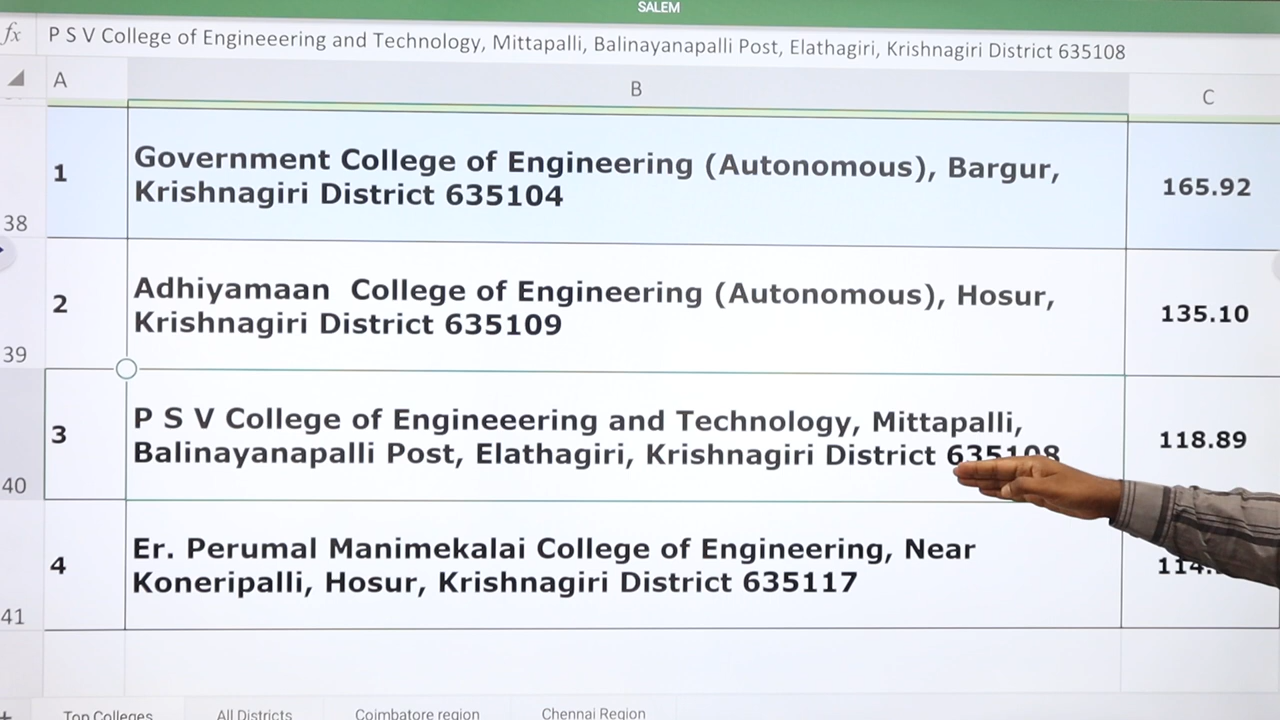 SALEM
fx P S V College of Engineeering and Technology, Mittapalli, Balinayanapalli Post, Elathagiri, Krishnagiri District 635108
A B C
38 1 Government College of Engineering (Autonomous), Bargur, 165.92
Krishnagiri District 635104
39 2 Adhiyamaan College of Engineering (Autonomous), Hosur, 135.10
Krishnagiri District 635109
40 3 P S V College of Engineeering and Technology, Mittapalli, 118.89
Balinayanapalli Post, Elathagiri, Krishnagiri District 635108
41 4 Er. Perumal Manimekalai College of Engineering, Near
Koneripalli, Hosur, Krishnagiri District 635117
+ Top Colleges All Districts Coimbatore region Chennai Region